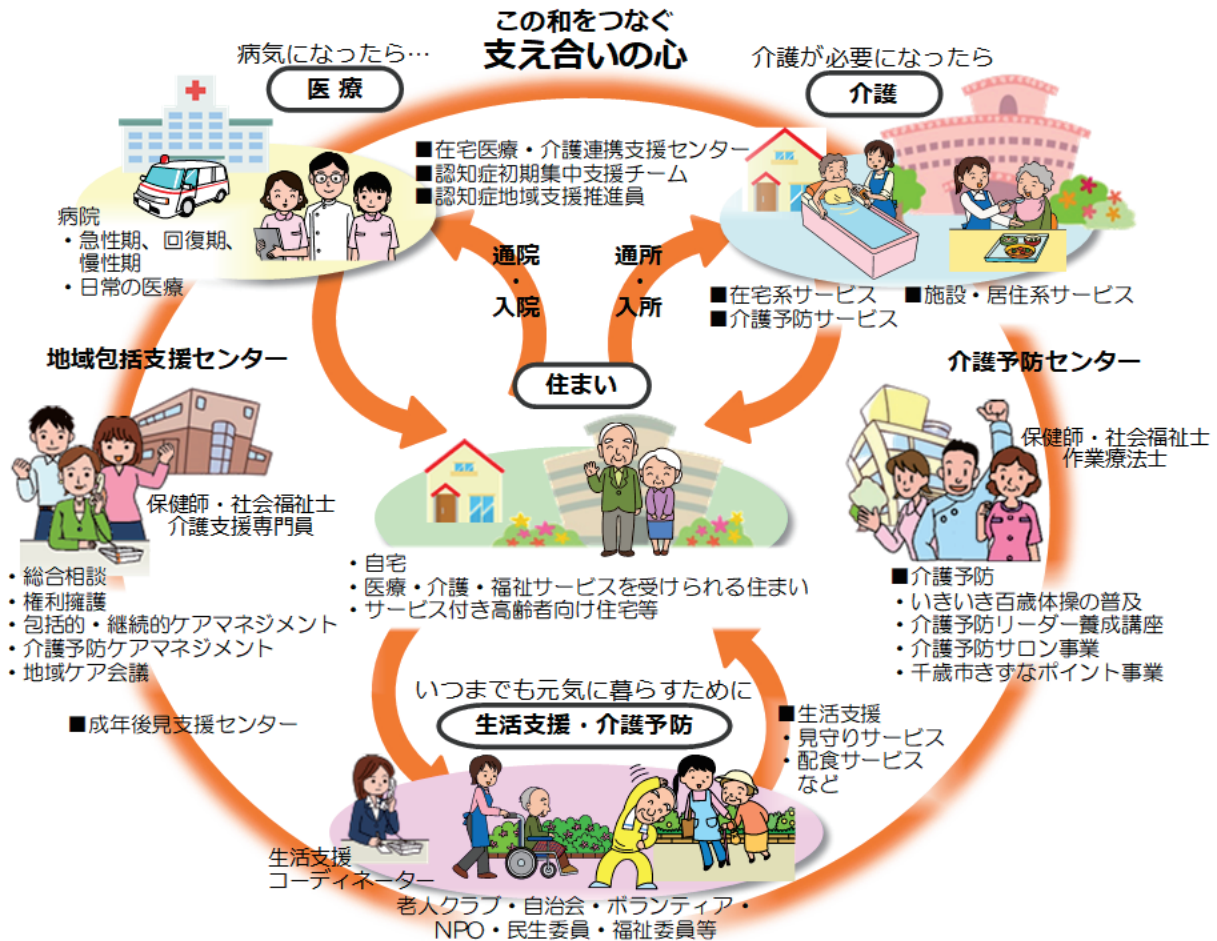 この和をつなぐ
支え合いの心
病気になったら…
医療
介護が必要になったら
介護
■在宅医療・介護連携支援センター
■認知症初期集中支援チーム
■認知症地域支援推進員
病院
・急性期、回復期、
慢性期
・日常の医療
通院
・
入院
通所
・
入所
■在宅系サービス
■施設・居住系サービス
■介護予防サービス
地域包括支援センター
住まい
介護予防センター
保健師・社会福祉士
作業療法士
保健師・社会福祉士
介護支援専門員
・総合相談
・権利擁護
・包括的・継続的ケアマネジメント
・介護予防ケアマネジメント
・地域ケア会議
・自宅
・医療・介護・福祉サービスを受けられる住まい
・サービス付き高齢者向け住宅等
■介護予防
・いきいき百歳体操の普及
・介護予防リーダー養成講座
・介護予防サロン事業
・千歳市きずなポイント事業
■成年後見支援センター
いつまでも元気に暮らすために
生活支援・介護予防
■生活支援
・見守りサービス
・配食サービス
など
生活支援
コーディネーター
老人クラブ・自治会・ボランティア・
NPO・民生委員・福祉委員等